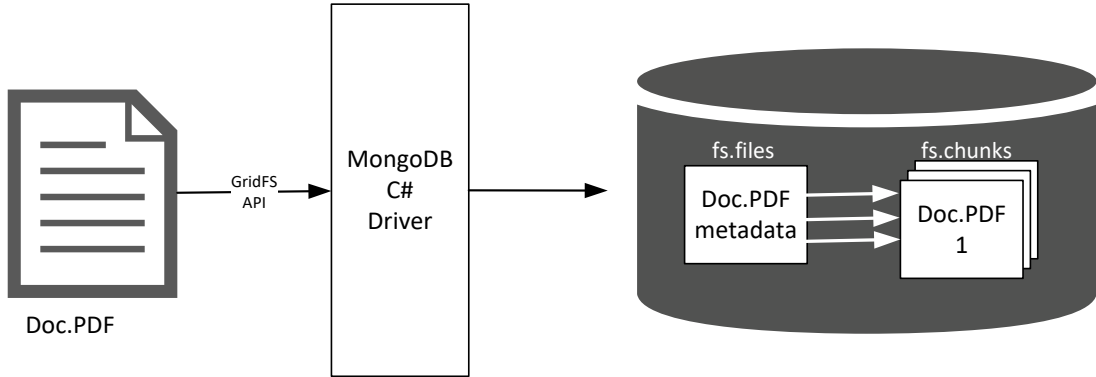 Doc.PDF
GridFS
API
MongoDB
C#
Driver
fs.files
Doc.PDF
metadata
fs.chunks
Doc.PDF
1